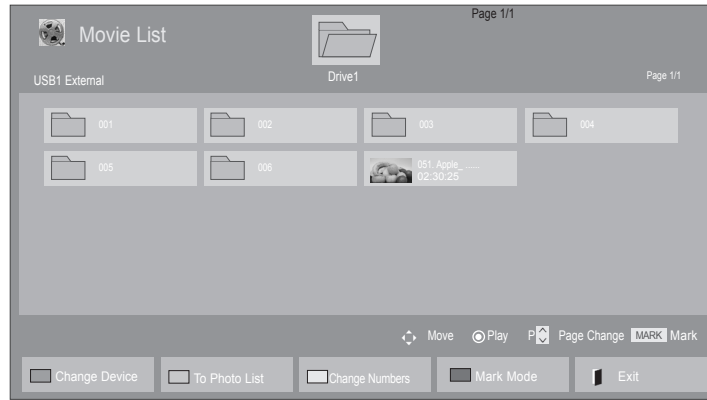 Page 1/1
Movie List
Drive1
USB1 External
Page 1/1
001
002
003
004
005
006
051. Apple_ ......
02:30:25
Move
Play
P
Page Change
MARK
Mark
Change Device
To Photo List
Change Numbers
Mark Mode
Exit